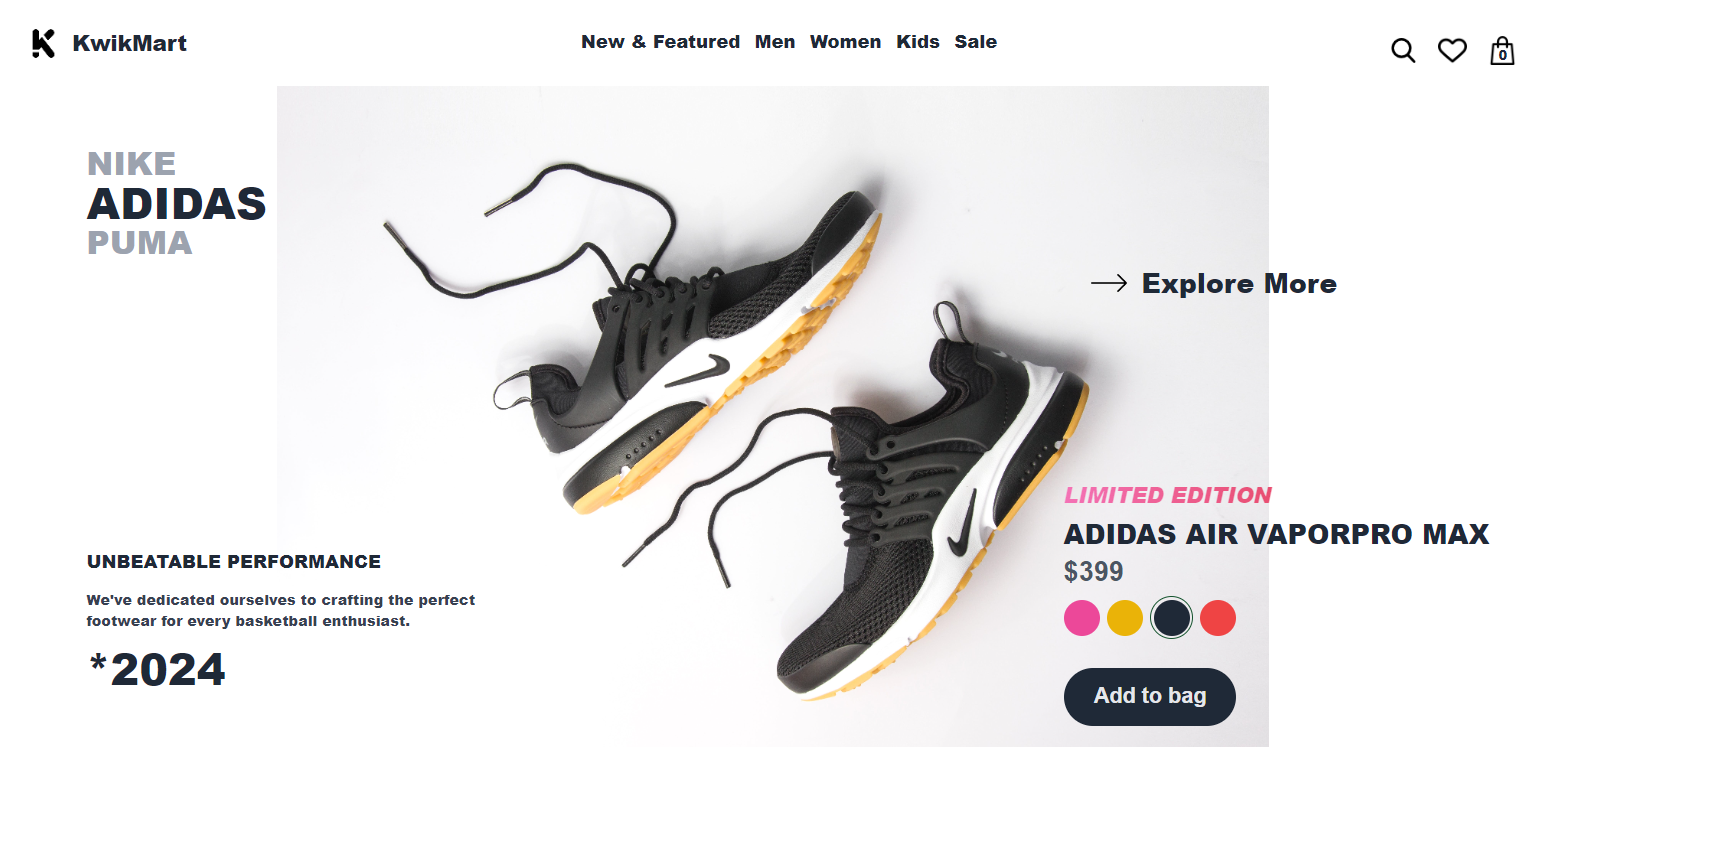 KwikMart
New & Featured Men Women Kids Sale
0
NIKE
ADIDAS
PUMA
Explore More
LIMITED EDITION
ADIDAS AIR VAPORPRO MAX
$399
Add to bag
UNBEATABLE PERFORMANCE
We've dedicated ourselves to crafting the perfect
footwear for every basketball enthusiast.
*2024